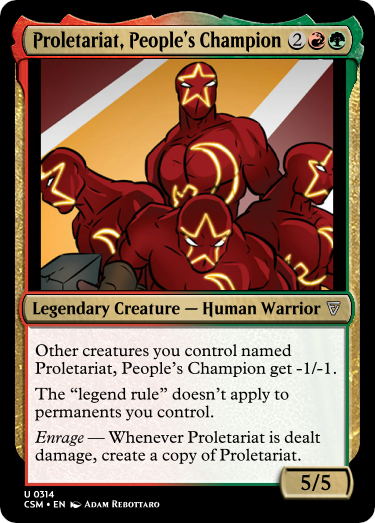 Proletariat, People's Champion 2
Legendary Creature — Human Warrior
Other creatures you control named
Proletariat, People's Champion get -1/-1.
The “legend rule” doesn't apply to
permanents you control.
Enrage — Whenever Proletariat is dealt
damage, create a copy of Proletariat.
5/5
U 0314
CSM • EN Adam Rebottaro